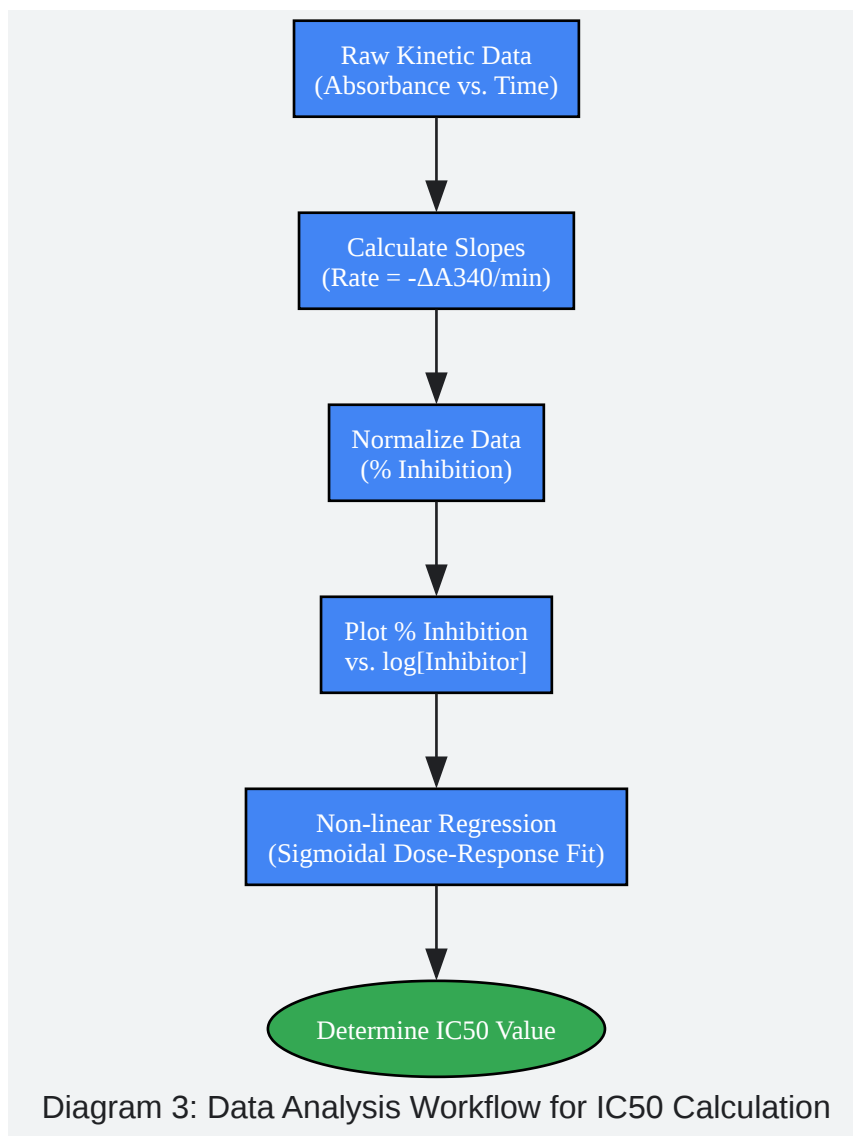 Raw Kinetic Data
(Absorbance vs. Time)
Calculate Slopes
(Rate = -ΔA340/min)
Normalize Data
(% Inhibition)
Plot % Inhibition
vs. log[Inhibitor]
Non-linear Regression
(Sigmoidal Dose-Response Fit)
Determine IC50 Value
Diagram 3: Data Analysis Workflow for IC50 Calculation